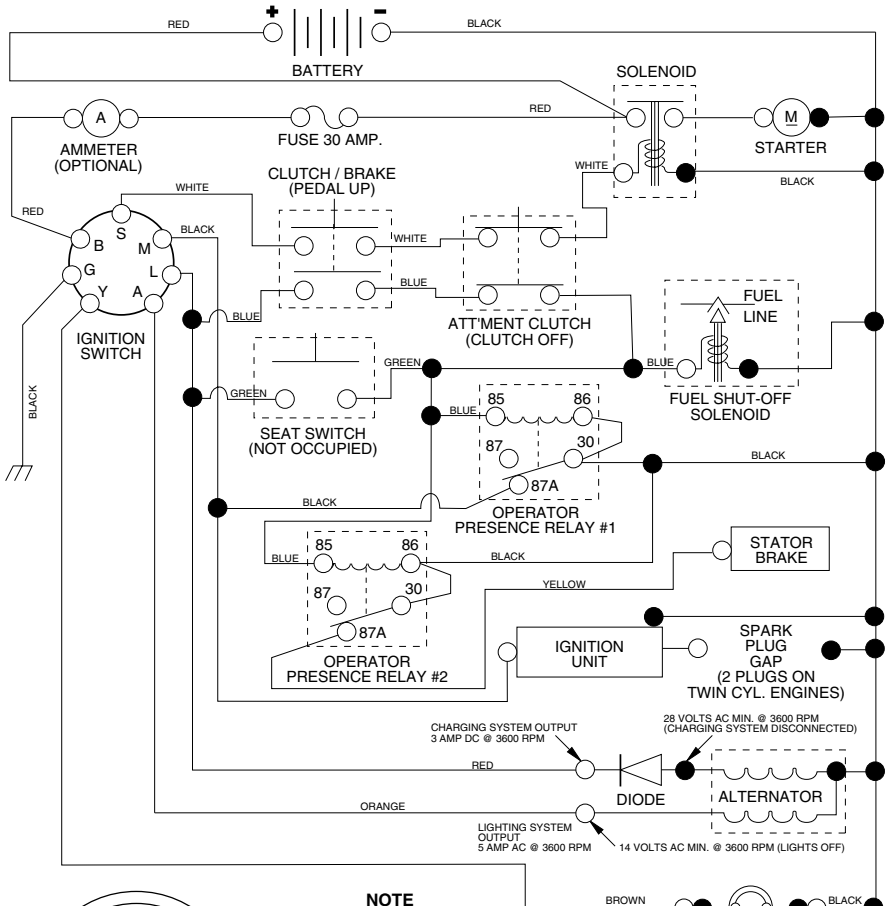 RED
+
-
BLACK
BATTERY
SOLENOID
A
RED
M
AMMETER
(OPTIONAL)
FUSE 30 AMP.
STARTER
CLUTCH / BRAKE
(PEDAL UP)
WHITE
WHITE
BLACK
RED
S
BLACK
B
M
WHITE
G
L
BLUE
Y
A
FUEL
LINE
BLUE
ATT'MENT CLUTCH
(CLUTCH OFF)
IGNITION
SWITCH
GREEN
BLUE
BLACK
GREEN
FUEL SHUT-OFF
SOLENOID
85
86
BLUE
SEAT SWITCH
(NOT OCCUPIED)
87
30
BLACK
87A
BLACK
OPERATOR
PRESENCE RELAY #1
85
86
BLUE
BLACK
STATOR
BRAKE
YELLOW
87
30
87A
IGNITION
UNIT
SPARK
PLUG
GAP
(2 PLUGS ON
TWIN CYL. ENGINES)
OPERATOR
PRESENCE RELAY #2
CHARGING SYSTEM OUTPUT
3 AMP DC @ 3600 RPM
28 VOLTS AC MIN. @ 3600 RPM
(CHARGING SYSTEM DISCONNECTED)
RED
DIODE
ALTERNATOR
ORANGE
LIGHTING SYSTEM
OUTPUT
5 AMP AC @ 3600 RPM
14 VOLTS AC MIN. @ 3600 RPM (LIGHTS OFF)
NOTE
BROWN
BLACK